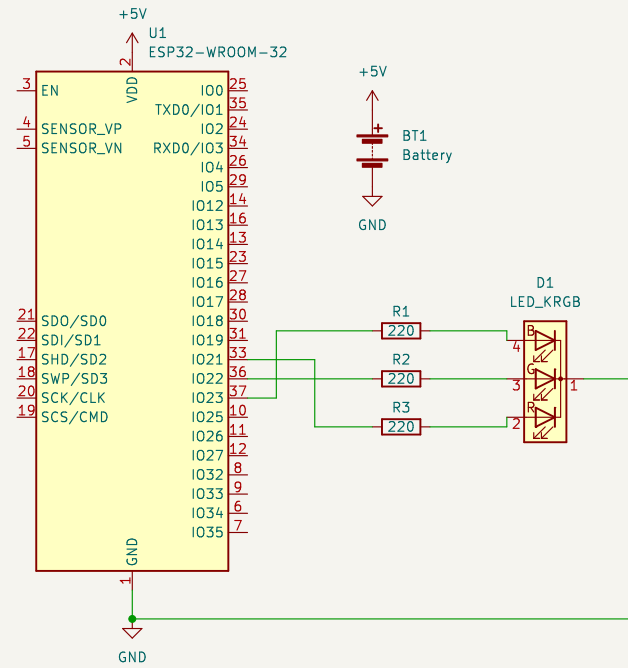 +5V
U1
ESP32-WROOM-32
2
VDD
3 EN
4 SENSOR_VP
5 SENSOR_VN
21 SDO/SD0
22 SDI/SD1
17 SHD/SD2
18 SWP/SD3
20 SCK/CLK
19 SCS/CMD
IO0 25
TXD0/IO1 35
IO2 24
RXD0/IO3 34
IO4 26
IO5 29
IO12 14
IO13 16
IO14 13
IO15 23
IO16 27
IO17 28
IO18 30
IO19 31
IO21 33
IO22 36
IO23 37
IO25 10
IO26 11
IO27 12
IO32 8
IO33 9
IO34 6
IO35 7
GND
1
GND
+5V
+
BT1
Battery
GND
R1
220
R2
220
R3
220
D1
LED_KRGB
B
4
G
3
R
2
1